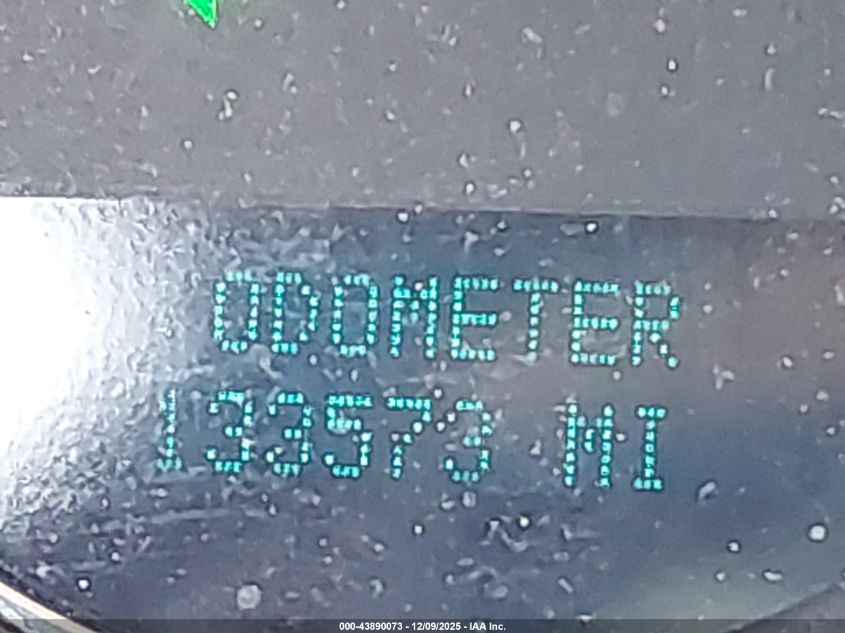 ODOMETER
133573 MI
000-43890073 - 12/09/2025 - IAA Inc.